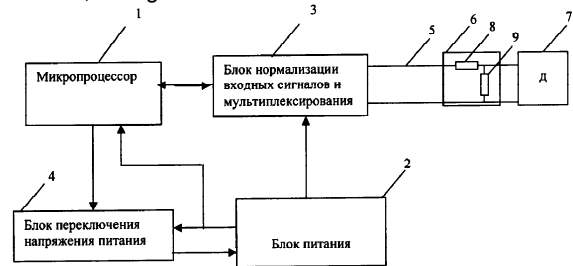 1
3
5
6
8
9
7
Микропроцессор
Блок нормализации
входных сигналов и
мультиплексирования
Д
4
2
Блок переключения
напряжения питания
Блок питания